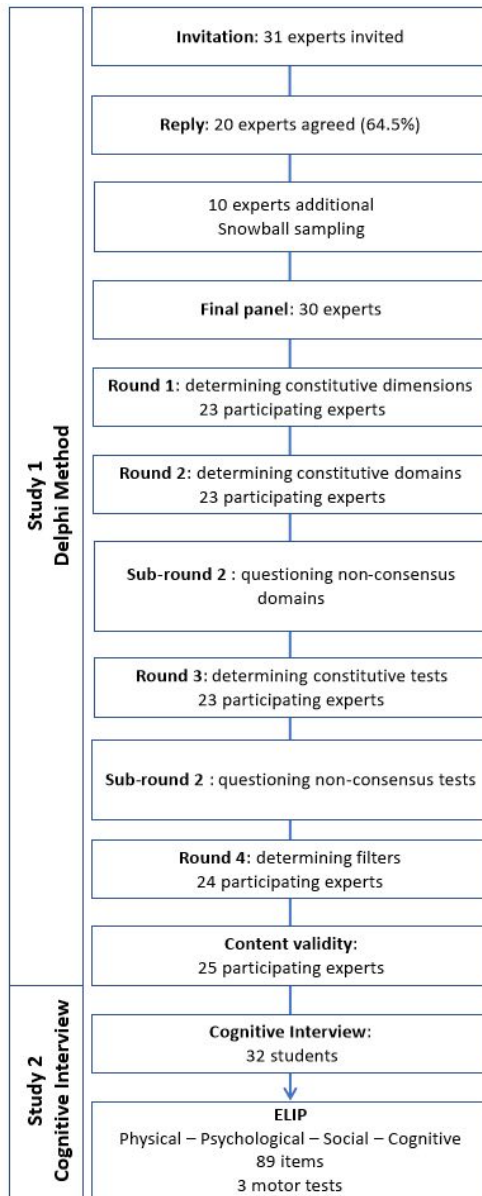 Study 1
Delphi Method
Invitation: 31 experts invited
Reply: 20 experts agreed (64.5%)
10 experts additional
Snowball sampling
Final panel: 30 experts
Round 1: determining constitutive dimensions
23 participating experts
Round 2: determining constitutive domains
23 participating experts
Sub-round 2 : questioning non-consensus
domains
Round 3: determining constitutive tests
23 participating experts
Sub-round 2 : questioning non-consensus tests
Round 4: determining filters
24 participating experts
Content validity:
25 participating experts
Study 2
Cognitive Interview
Cognitive Interview:
32 students
ELIP
Physical – Psychological – Social – Cognitive
89 items
3 motor tests